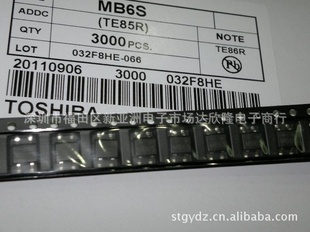 ADDC MB6S
(TE85R)
QTY 3000 PCS. NOTE
LOT 032F8HE-066 TE86R
20110906 3000 032F8HE
TOSHIBA
深圳市福田区新亚洲电子市场达欣隆电子商行
stgydz.cn.alibaba.com